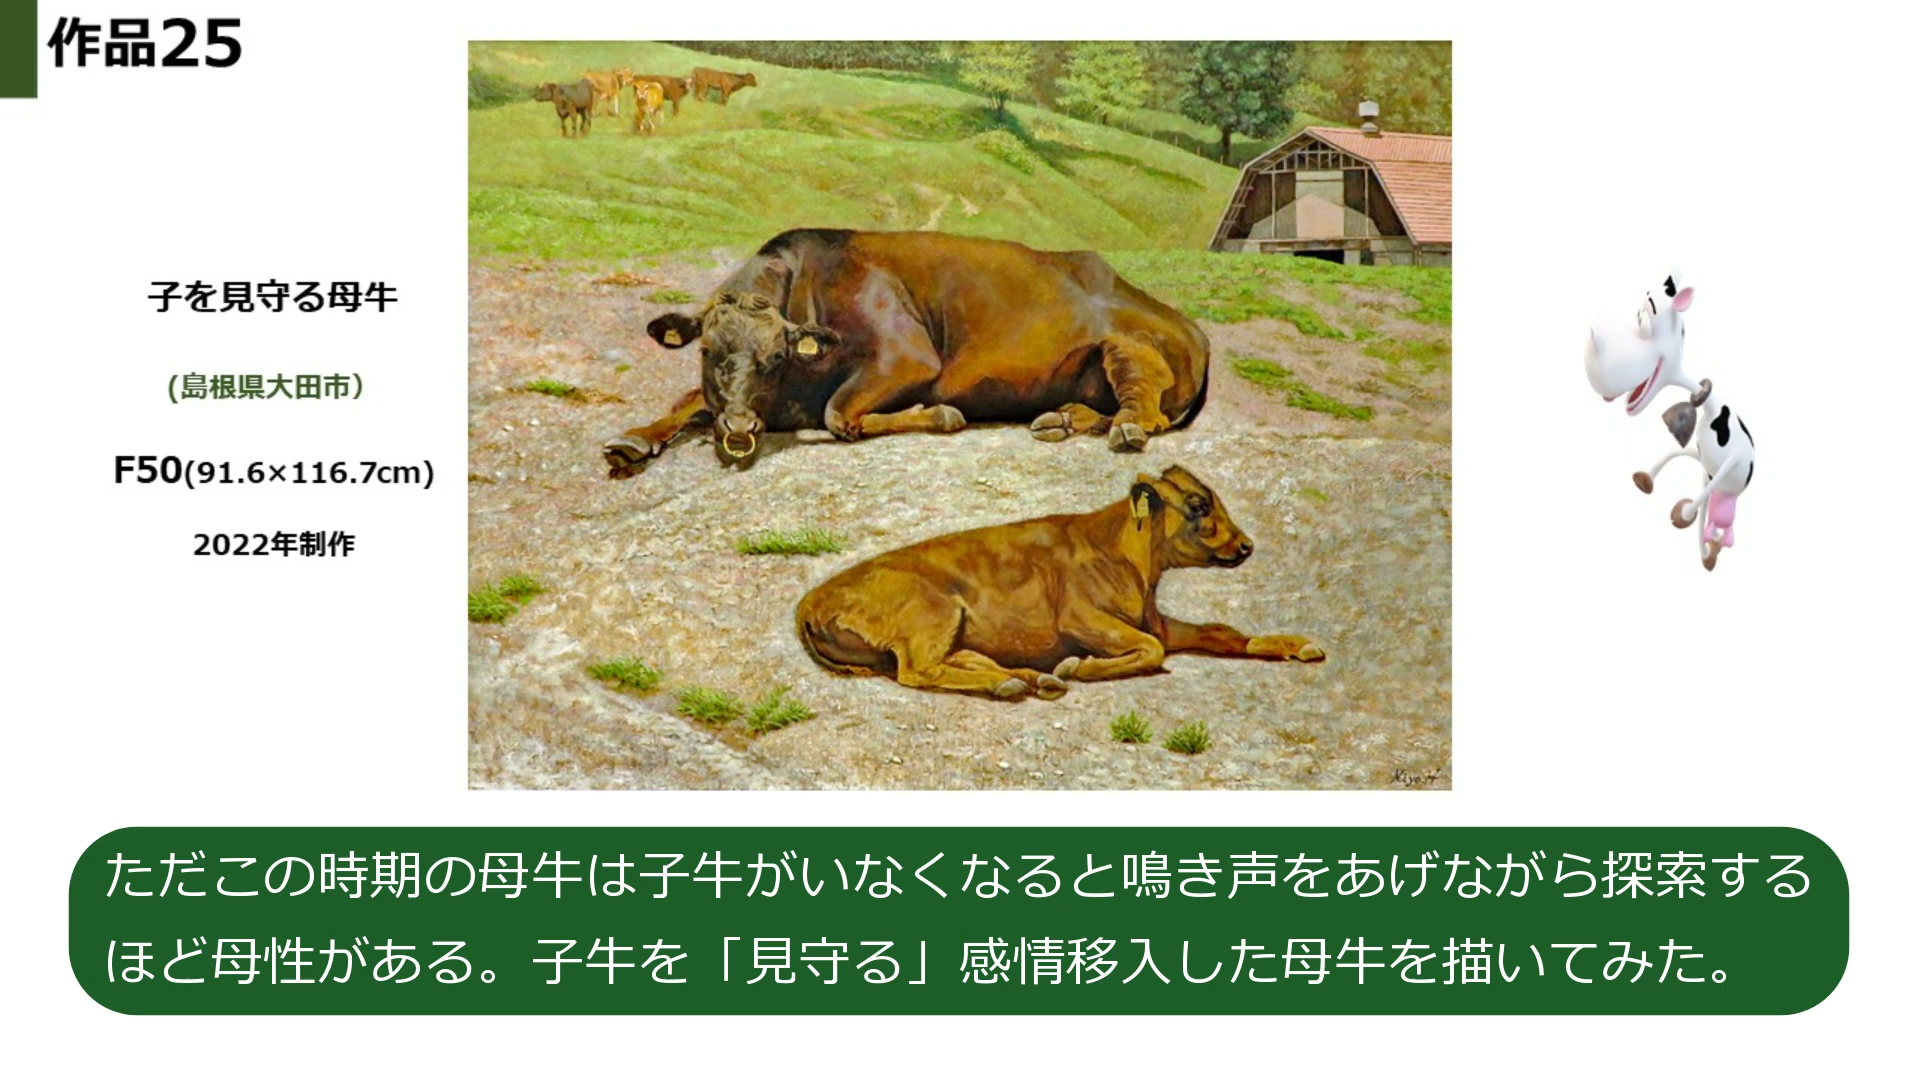 作品25
子を見守る母牛
(島根県大田市）
F50(91.6×116.7cm)
2022年制作
ただこの時期の母牛は子牛がいなくなると鳴き声をあげながら探索する
ほど母性がある。子牛を「見守る」感情移入した母牛を描いてみた。